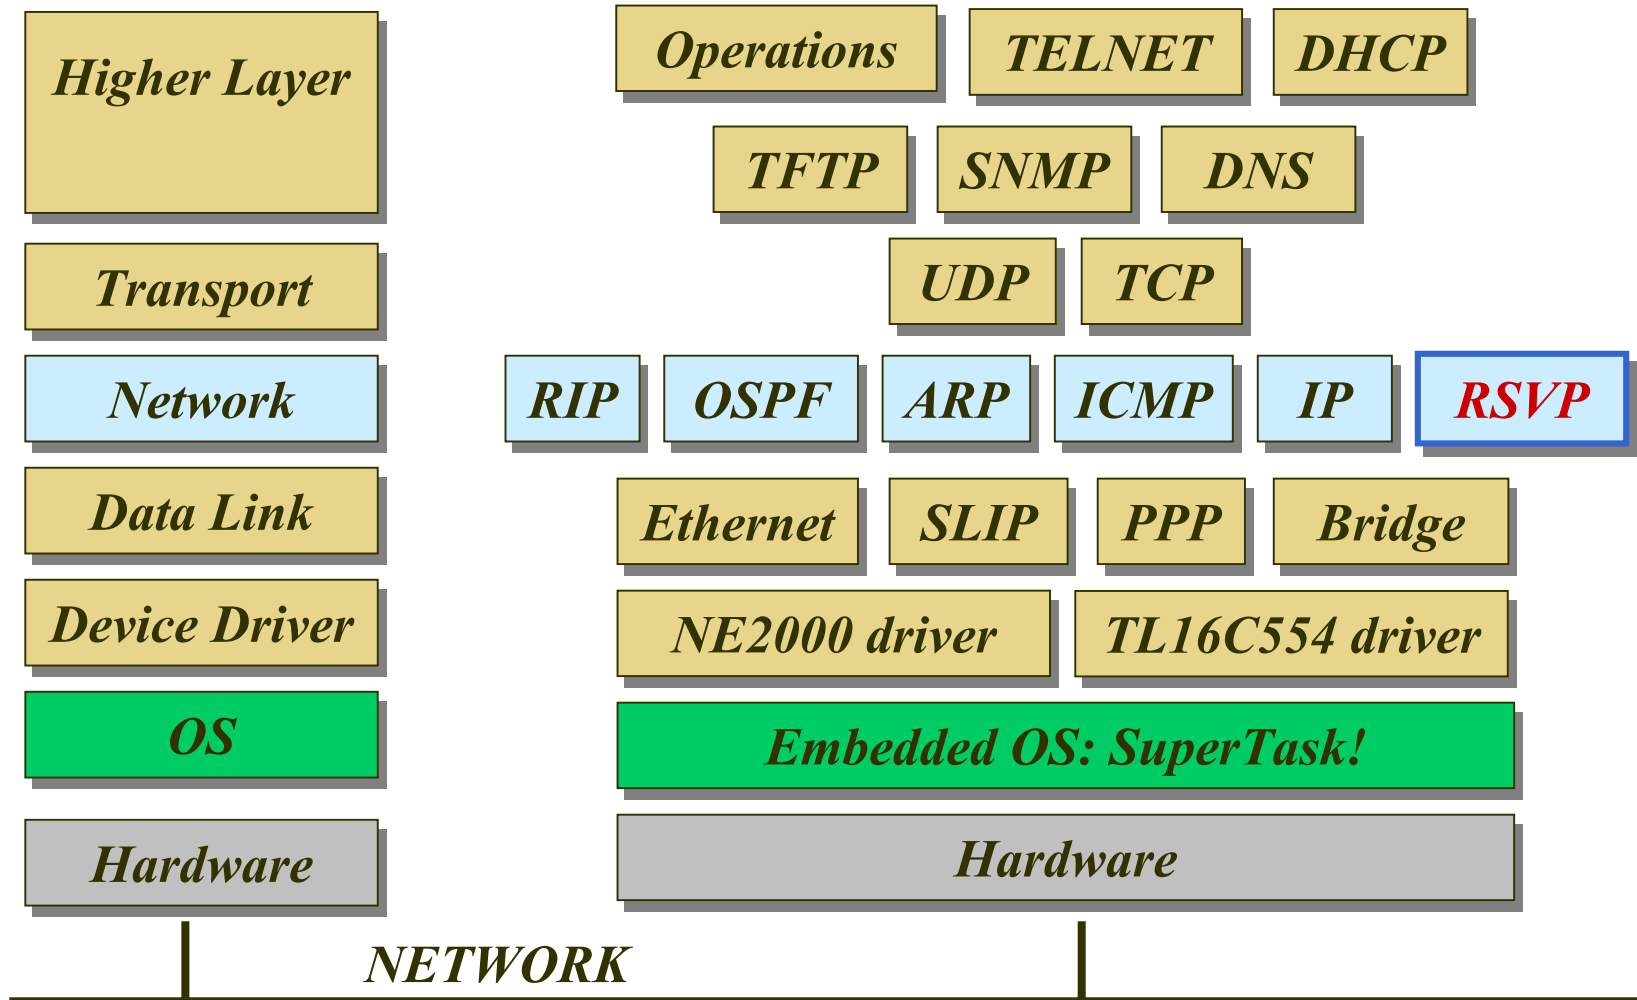 Higher Layer
Operations
TELNET
DHCP
TFTP
SNMP
DNS
Transport
UDP
TCP
Network
RIP
OSPF
ARP
ICMP
IP
RSVP
Data Link
Ethernet
SLIP
PPP
Bridge
Device Driver
NE2000 driver
TL16C554 driver
OS
Embedded OS: SuperTask!
Hardware
Hardware
NETWORK